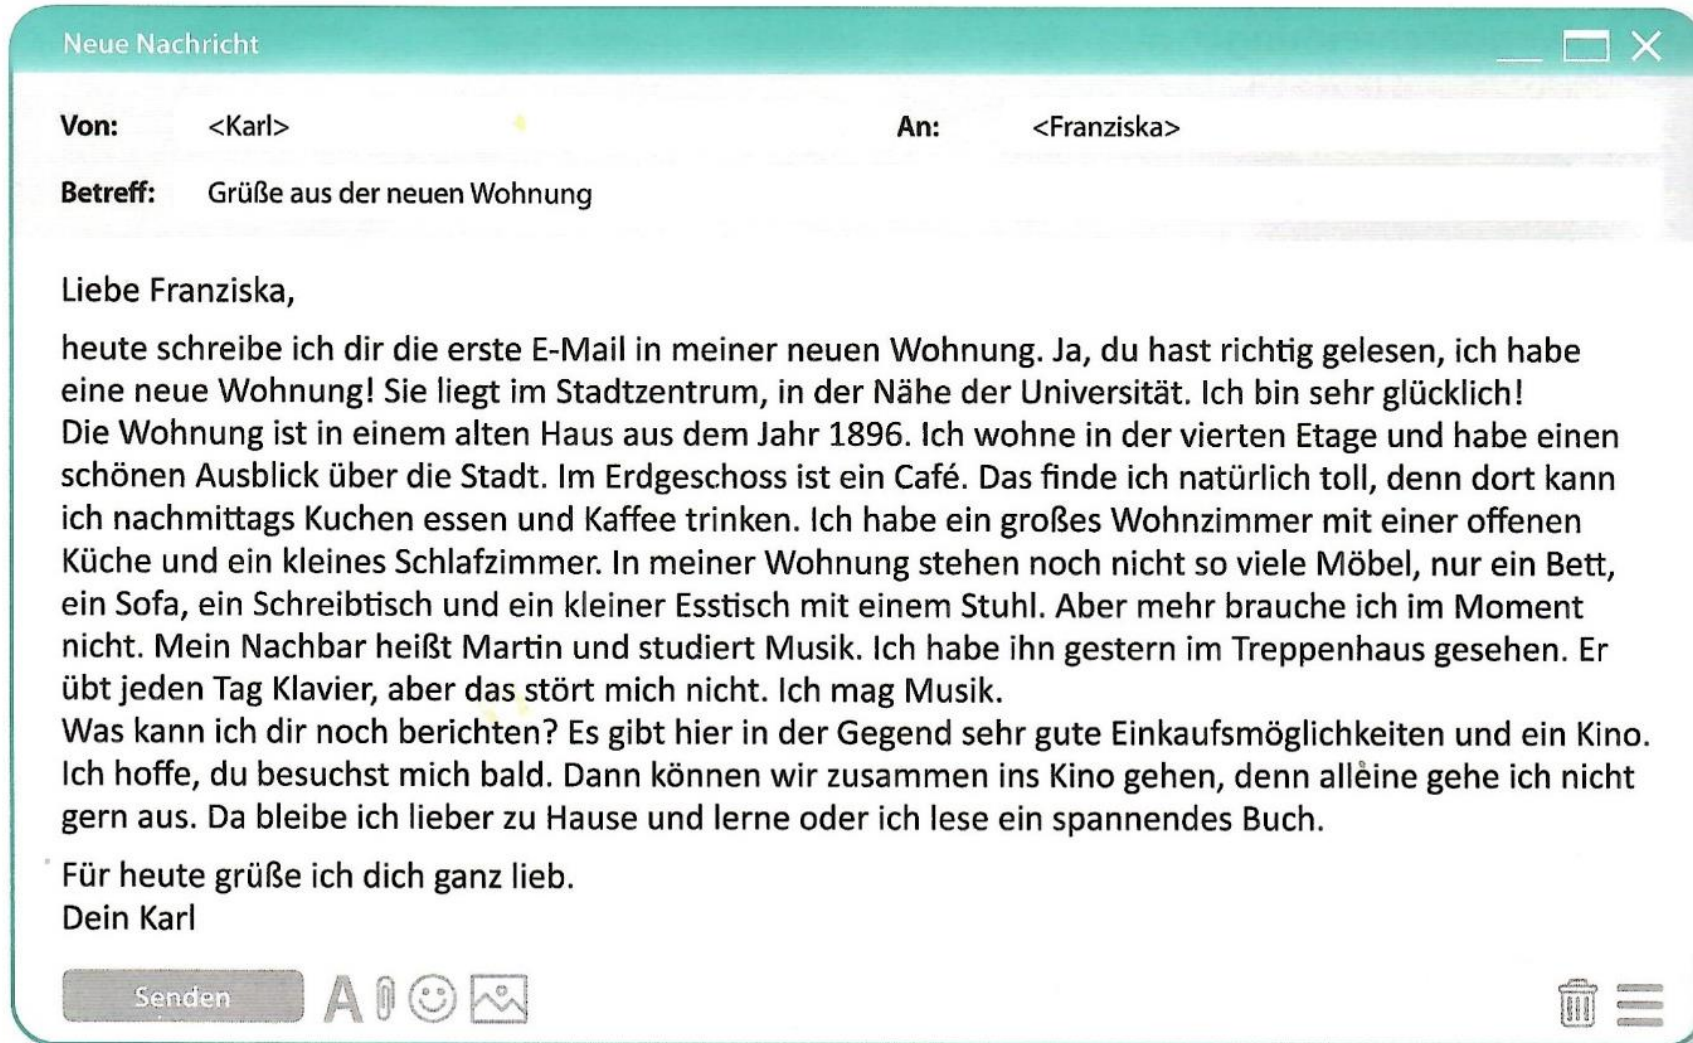 Neue Nachricht
Von: <Karl> An: <Franziska>
Betreff: Grüße aus der neuen Wohnung
Liebe Franziska,
heute schreibe ich dir die erste E-Mail in meiner neuen Wohnung. Ja, du hast richtig gelesen, ich habe
eine neue Wohnung! Sie liegt im Stadtzentrum, in der Nähe der Universität. Ich bin sehr glücklich!
Die Wohnung ist in einem alten Haus aus dem Jahr 1896. Ich wohne in der vierten Etage und habe einen
schönen Ausblick über die Stadt. Im Erdgeschoss ist ein Café. Das finde ich natürlich toll, denn dort kann
ich nachmittags Kuchen essen und Kaffee trinken. Ich habe ein großes Wohnzimmer mit einer offenen
Küche und ein kleines Schlafzimmer. In meiner Wohnung stehen noch nicht so viele Möbel, nur ein Bett,
ein Sofa, ein Schreibtisch und ein kleiner Esstisch mit einem Stuhl. Aber mehr brauche ich im Moment
nicht. Mein Nachbar heißt Martin und studiert Musik. Ich habe ihn gestern im Treppenhaus gesehen. Er
übt jeden Tag Klavier, aber das stört mich nicht. Ich mag Musik.
Was kann ich dir noch berichten? Es gibt hier in der Gegend sehr gute Einkaufsmöglichkeiten und ein Kino.
Ich hoffe, du besuchst mich bald. Dann können wir zusammen ins Kino gehen, denn alleine gehe ich nicht
gern aus. Da bleibe ich lieber zu Hause und lerne oder ich lese ein spannendes Buch.
Für heute grüße ich dich ganz lieb.
Dein Karl
Senden A